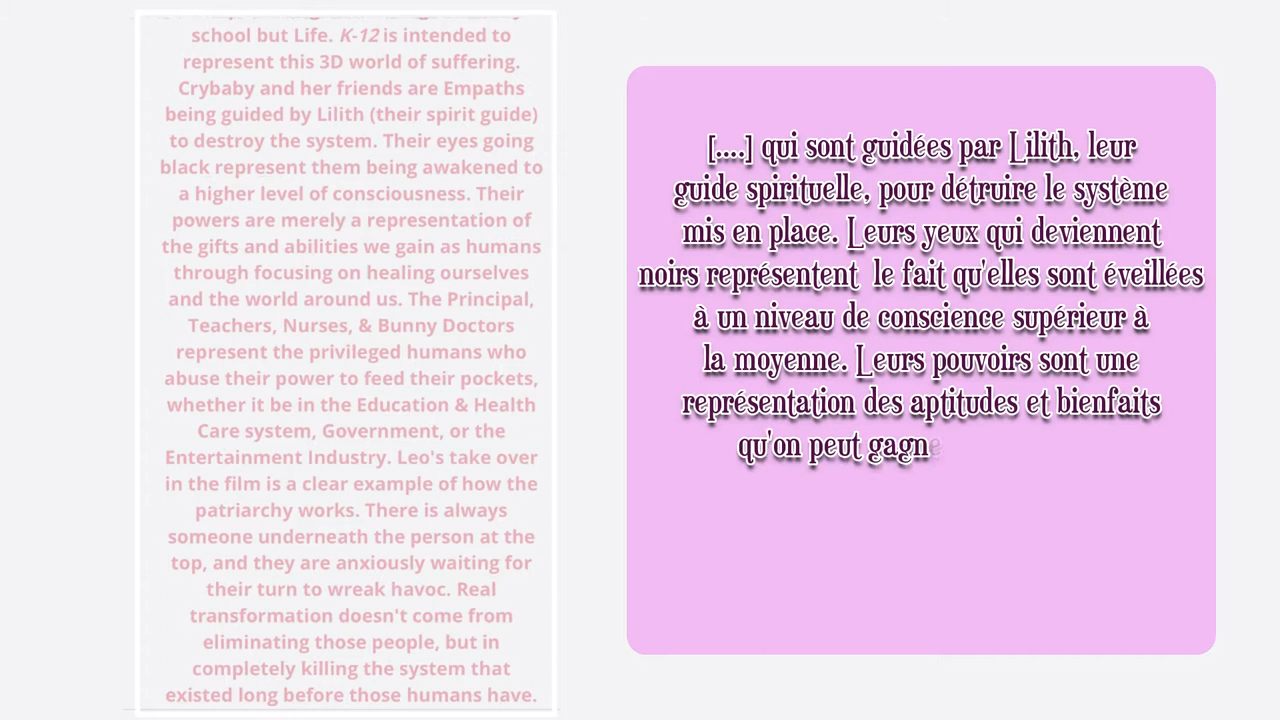 school but Life. K-12 is intended to
represent this 3D world of suffering.
Crybaby and her friends are Empaths
being guided by Lilith (their spirit guide)
to destroy the system. Their eyes going
black represent them being awakened to
a higher level of consciousness. Their
powers are merely a representation of
the gifts and abilities we gain as humans
through focusing on healing ourselves
and the world around us. The Principal,
Teachers, Nurses, & Bunny Doctors
represent the privileged humans who
abuse their power to feed their pockets,
whether it be in the Education & Health
Care system, Government, or the
Entertainment Industry. Leo's take over
in the film is a clear example of how the
patriarchy works. There is always
someone underneath the person at the
top, and they are anxiously waiting for
their turn to wreak havoc. Real
transformation doesn't come from
eliminating those people, but in
completely killing the system that
existed long before those humans have.
[....] qui sont guidées par Lilith, leur
guide spirituelle, pour détruire le système
mis en place. Leurs yeux qui deviennent
noirs représentent le fait qu'elles sont éveillées
à un niveau de conscience supérieur à
la moyenne. Leurs pouvoirs sont une
représentation des aptitudes et bienfaits
qu'on peut gagne